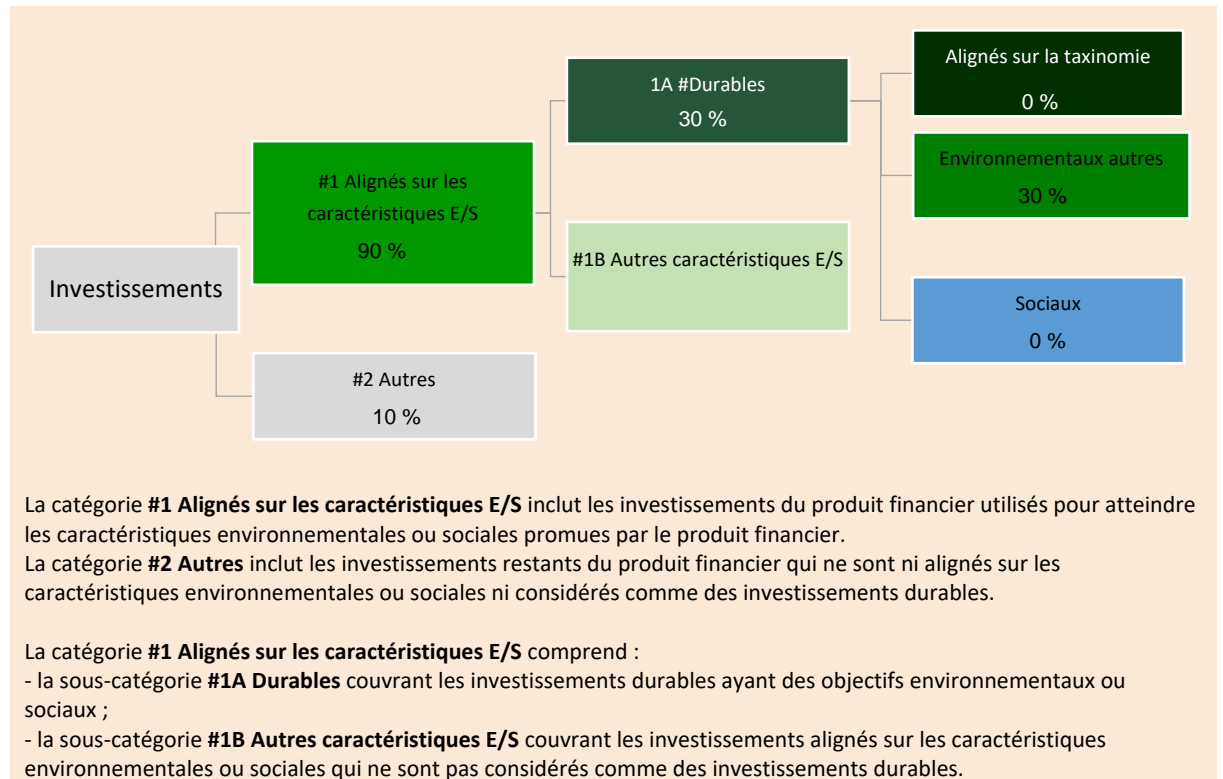 Alignés sur la taxinomie
0 %
1A #Durables
30 %
Environnementaux autres
30 %
#1 Alignés sur les
caractéristiques E/S
90 %
#1B Autres caractéristiques E/S
Investissements
Sociaux
0 %
#2 Autres
10 %
La catégorie #1 Alignés sur les caractéristiques E/S inclut les investissements du produit financier utilisés pour atteindre
les caractéristiques environnementales ou sociales promues par le produit financier.
La catégorie #2 Autres inclut les investissements restants du produit financier qui ne sont ni alignés sur les
caractéristiques environnementales ou sociales ni considérés comme des investissements durables.
La catégorie #1 Alignés sur les caractéristiques E/S comprend :
- la sous-catégorie #1A Durables couvrant les investissements durables ayant des objectifs environnementaux ou
sociaux ;
- la sous-catégorie #1B Autres caractéristiques E/S couvrant les investissements alignés sur les caractéristiques
environnementales ou sociales qui ne sont pas considérés comme des investissements durables.